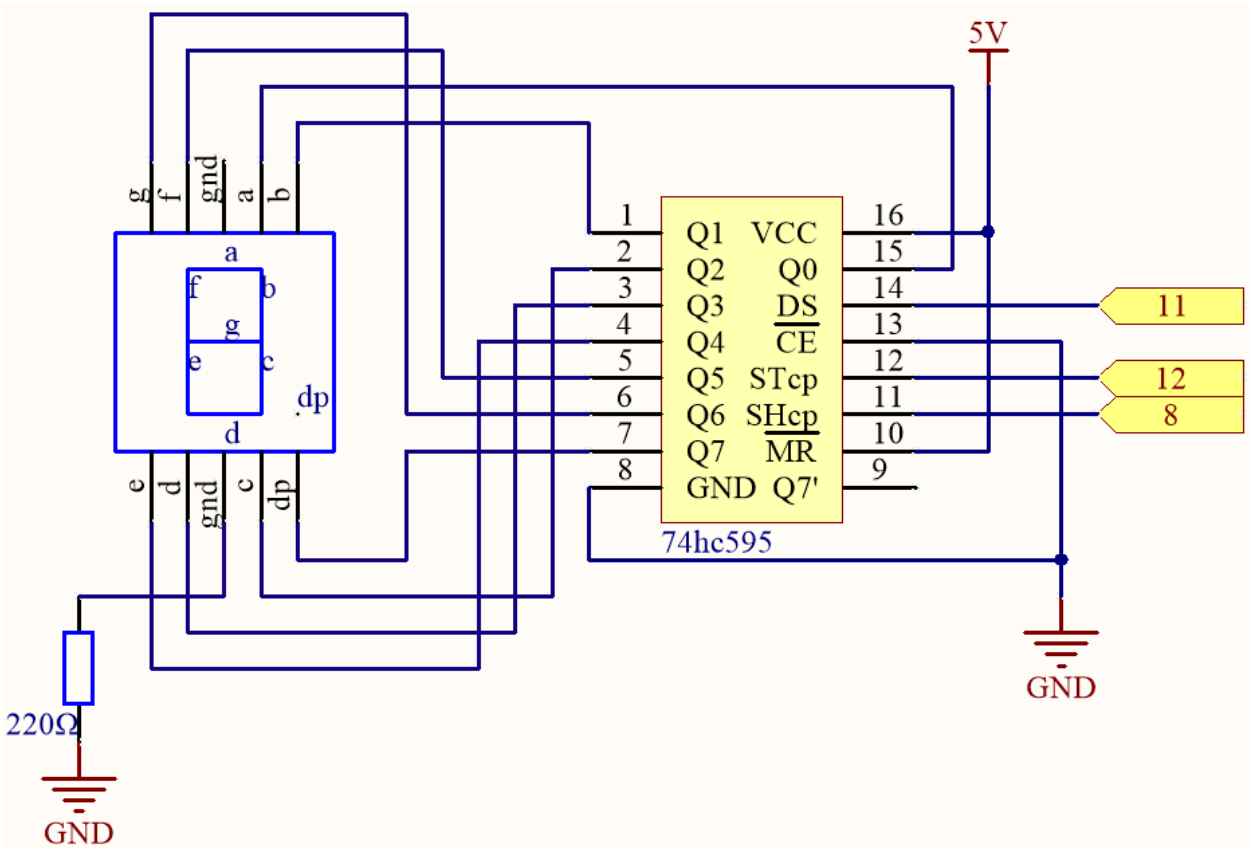 5V
g
f
gnd
a
b
a
f
b
g
e
c
dp
d
e
d
gnd
c
dp
220Ω
GND
1
2
3
4
5
6
7
8
Q1 VCC
Q2 Q0
Q3 DS
Q4 CE
Q5 STcp
Q6 SHcp
Q7 MR
GND Q7'
16
15
14
13
12
11
10
9
74hc595
11
12
8
GND